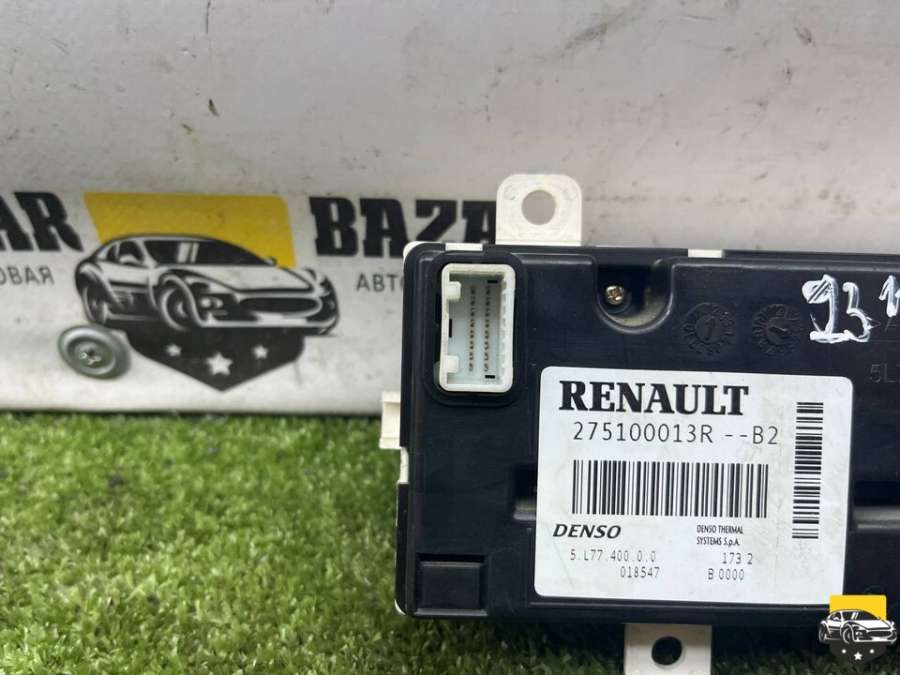 AR BAZA
ОВАЯ АВТО
23
5L
RENAULT
275100013R --B2
DENSO
DENSO THERMAL
SYSTEMS S.p.A.
5.L77.400.0.0 173 2
018547 B 0000